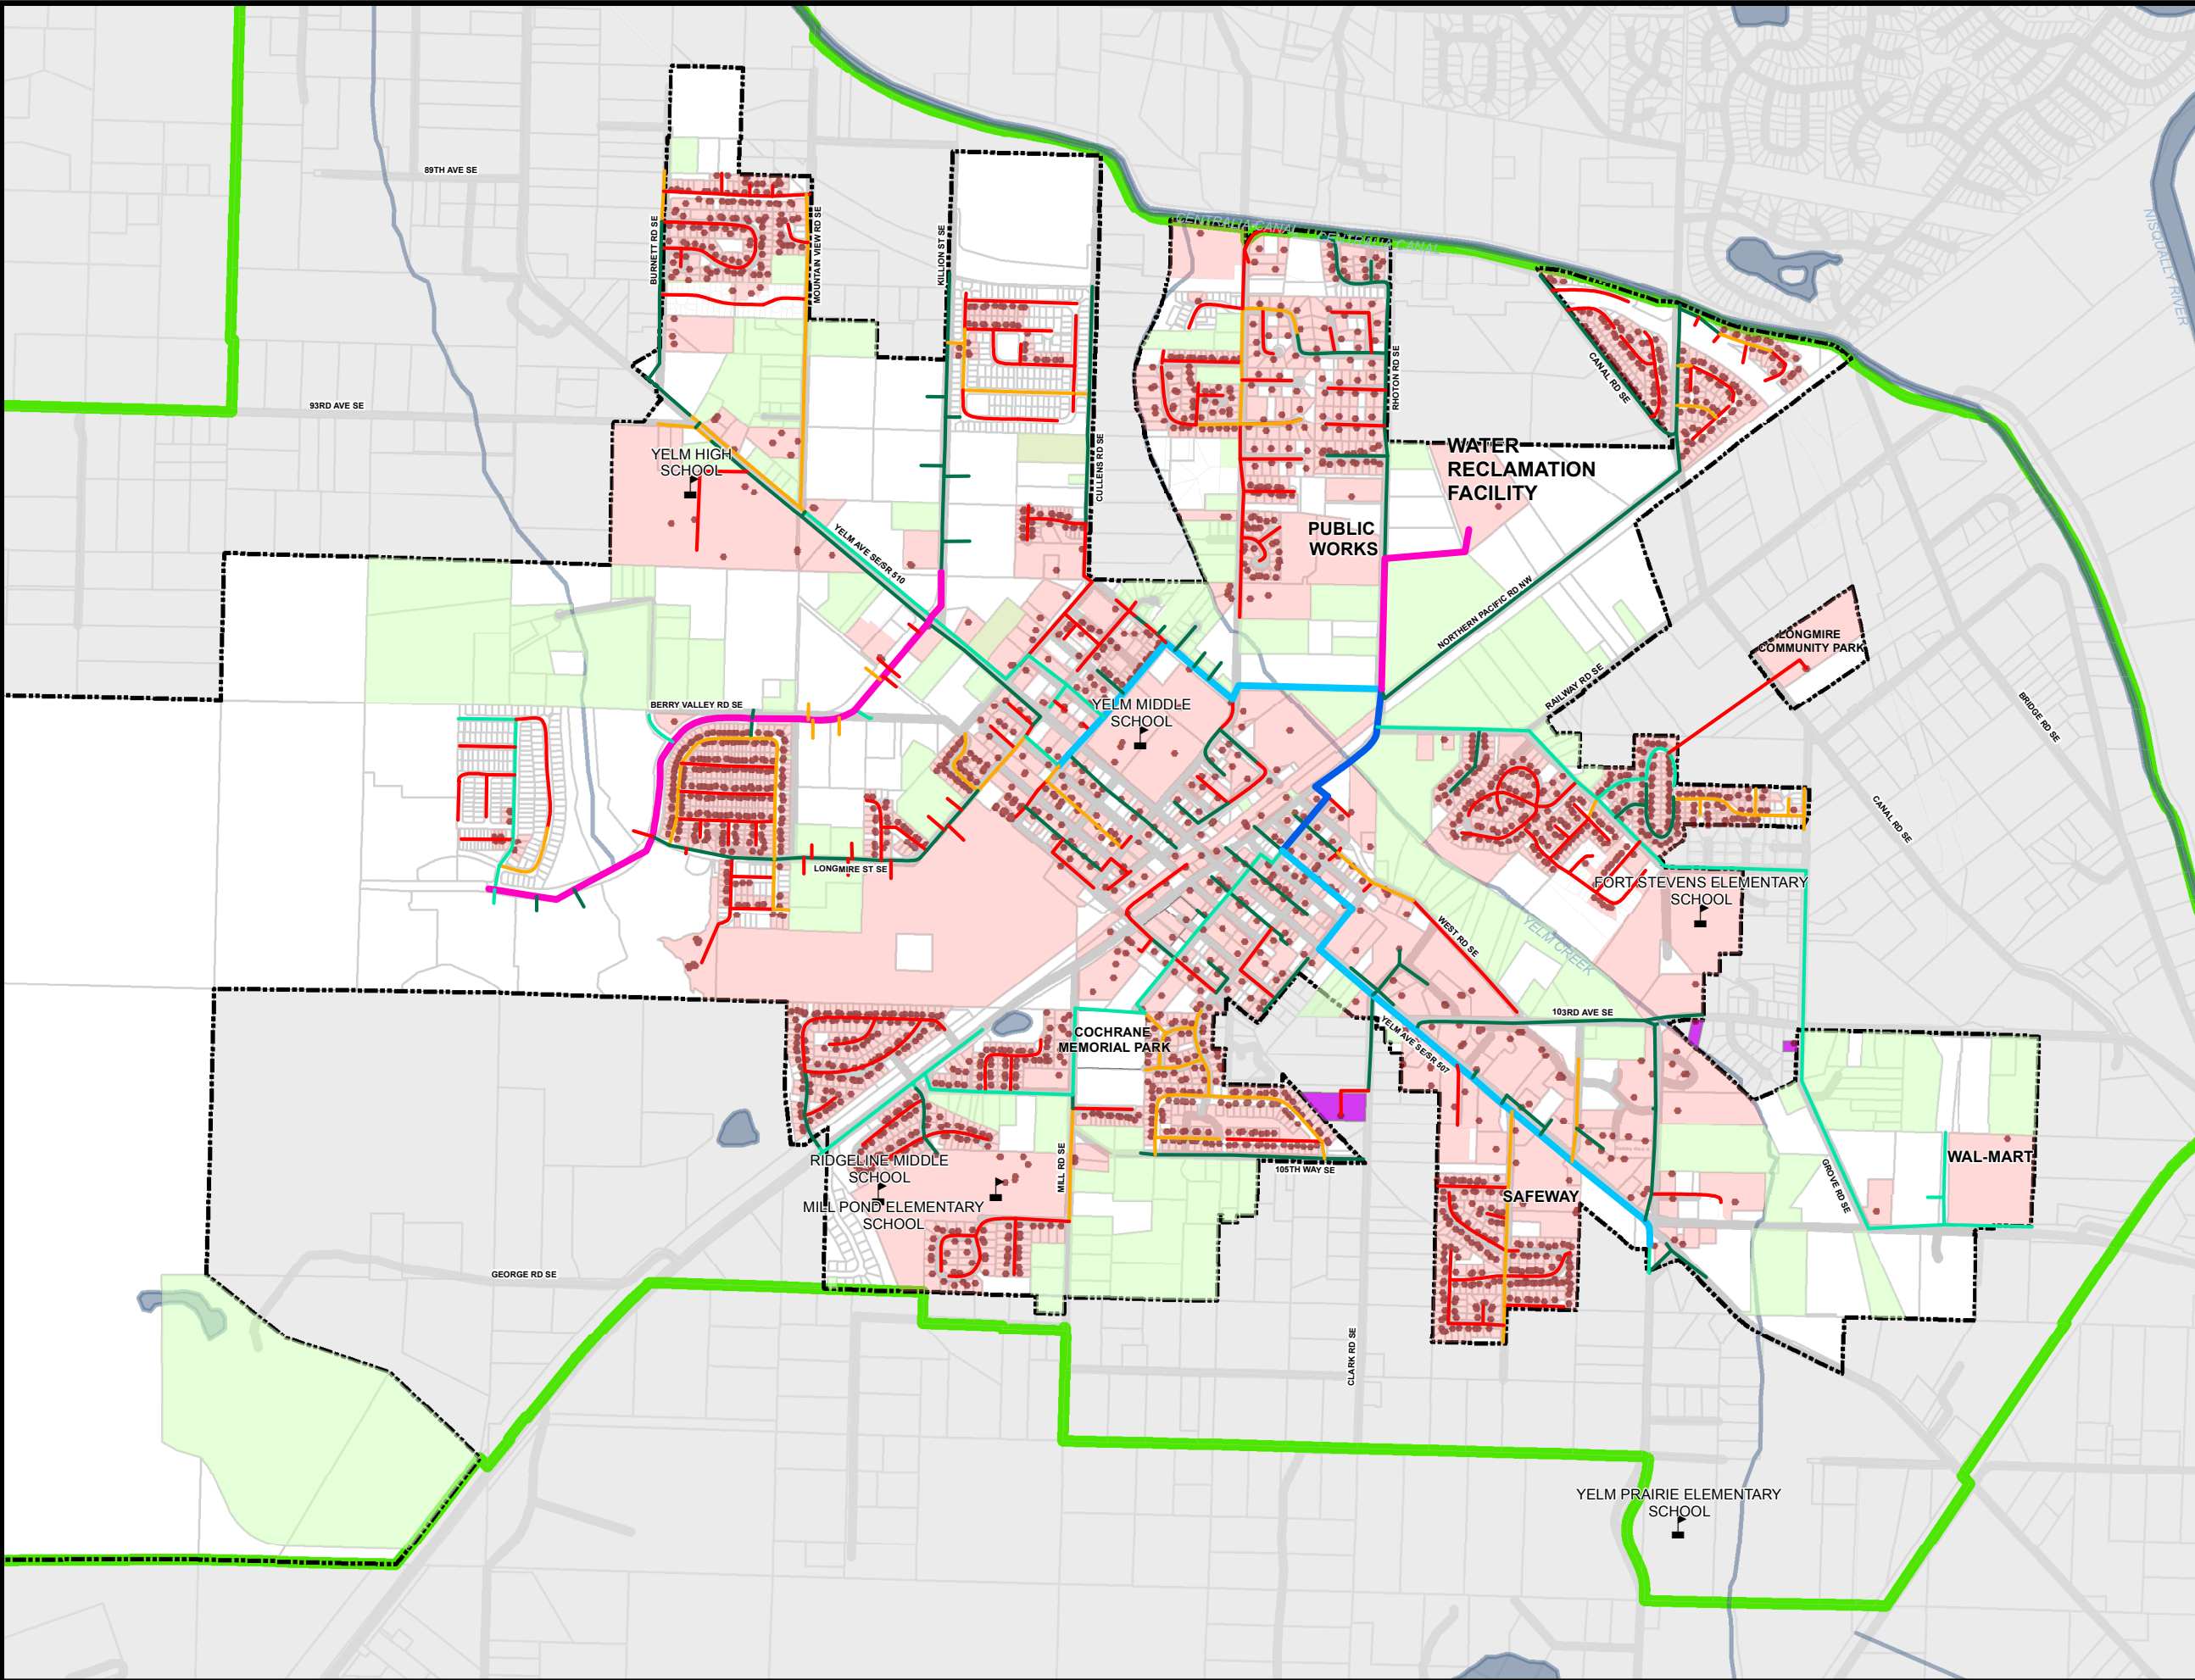 89TH AVE SE
BURNETT RD SE
MOUNTAIN VIEW RD SE
KILLION ST SE
CENTRALIA CANAL
CENTRALIA CANAL
NISQUALLY RIVER
93RD AVE SE
CULLENS RD SE
RHOTON RD SE
CANAL RD SE
YELM HIGH
SCHOOL
WATER
RECLAMATION
FACILITY
PUBLIC
WORKS
YELM AVE SE/SR 510
NORTHERN PACIFIC RD NW
LONGMIRE
COMMUNITY PARK
RAILWAY RD SE
BRIDGE RD SE
BERRY VALLEY RD SE
YELM MIDDLE
SCHOOL
CANAL RD SE
LONGMIRE ST SE
FORT STEVENS ELEMENTARY
SCHOOL
WEST RD SE
YELM CREEK
103RD AVE SE
COCHRANE
MEMORIAL PARK
YELM AVE SE/SR 507
RIDGELINE MIDDLE
SCHOOL
MILL RD SE
105TH WAY SE
WAL-MART
GROVE RD SE
SAFEWAY
MILL POND ELEMENTARY
SCHOOL
GEORGE RD SE
CLARK RD SE
YELM PRAIRIE ELEMENTARY
SCHOOL